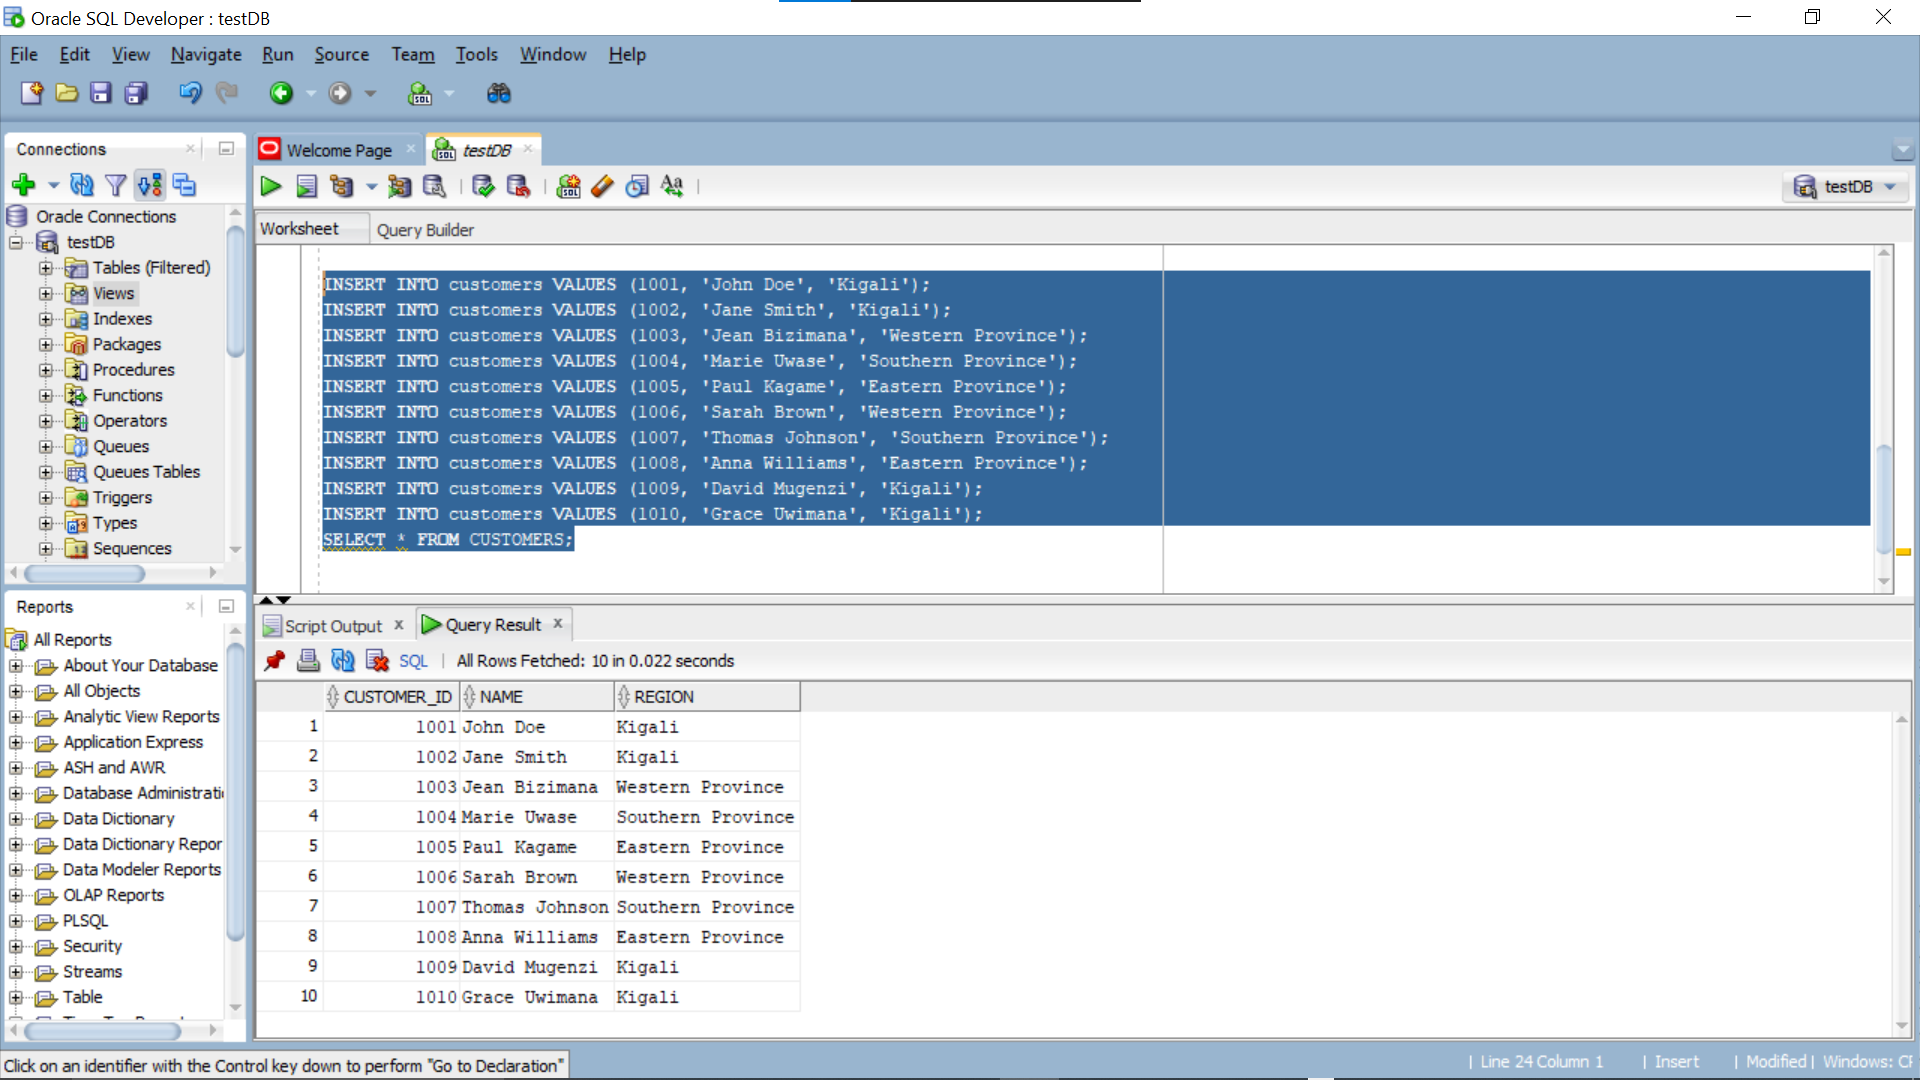 Oracle SQL Developer : testDB
File Edit View Navigate Run Source Team Tools Window Help
Connections
Oracle Connections
testDB
Tables (Filtered)
Views
Indexes
Packages
Procedures
Functions
Operators
Queues
Queues Tables
Triggers
Types
Sequences
Reports
All Reports
About Your Database
All Objects
Analytic View Reports
Application Express
ASH and AWR
Database Administrati
Data Dictionary
Data Dictionary Repor
Data Modeler Reports
OLAP Reports
PLSQL
Security
Streams
Table
Welcome Page
testDB
testDB
Worksheet Query Builder
INSERT INTO customers VALUES (1001, 'John Doe', 'Kigali');
INSERT INTO customers VALUES (1002, 'Jane Smith', 'Kigali');
INSERT INTO customers VALUES (1003, 'Jean Bizimana', 'Western Province');
INSERT INTO customers VALUES (1004, 'Marie Uwase', 'Southern Province');
INSERT INTO customers VALUES (1005, 'Paul Kagame', 'Eastern Province');
INSERT INTO customers VALUES (1006, 'Sarah Brown', 'Western Province');
INSERT INTO customers VALUES (1007, 'Thomas Johnson', 'Southern Province');
INSERT INTO customers VALUES (1008, 'Anna Williams', 'Eastern Province');
INSERT INTO customers VALUES (1009, 'David Mugenzi', 'Kigali');
INSERT INTO customers VALUES (1010, 'Grace Uwimana', 'Kigali');
SELECT * FROM CUSTOMERS;
Script Output x Query Result x
SQL | All Rows Fetched: 10 in 0.022 seconds
CUSTOMER_ID NAME REGION
1 1001 John Doe Kigali
2 1002 Jane Smith Kigali
3 1003 Jean Bizimana Western Province
4 1004 Marie Uwase Southern Province
5 1005 Paul Kagame Eastern Province
6 1006 Sarah Brown Western Province
7 1007 Thomas Johnson Southern Province
8 1008 Anna Williams Eastern Province
9 1009 David Mugenzi Kigali
10 1010 Grace Uwimana Kigali
Click on an identifier with the Control key down to perform "Go to Declaration"
| Line 24 Column 1 | Insert | Modified | Windows: CF